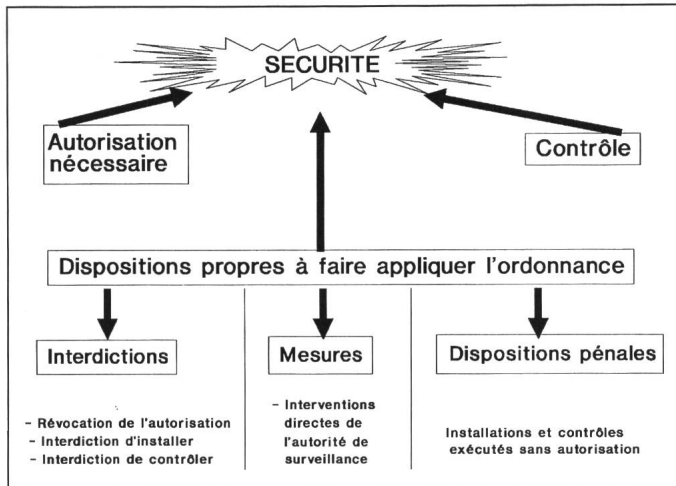 SECURITE
Autorisation
nécessaire
Contrôle
Dispositions propres à faire appliquer l'ordonnance
Interdictions
Mesures
Dispositions pénales
- Révocation de l'autorisation
- Interdiction d'installer
- Interdiction de contrôler
- Interventions
directes de
l'autorité de
surveillance
Installations et contrôles
exécutés sans autorisation